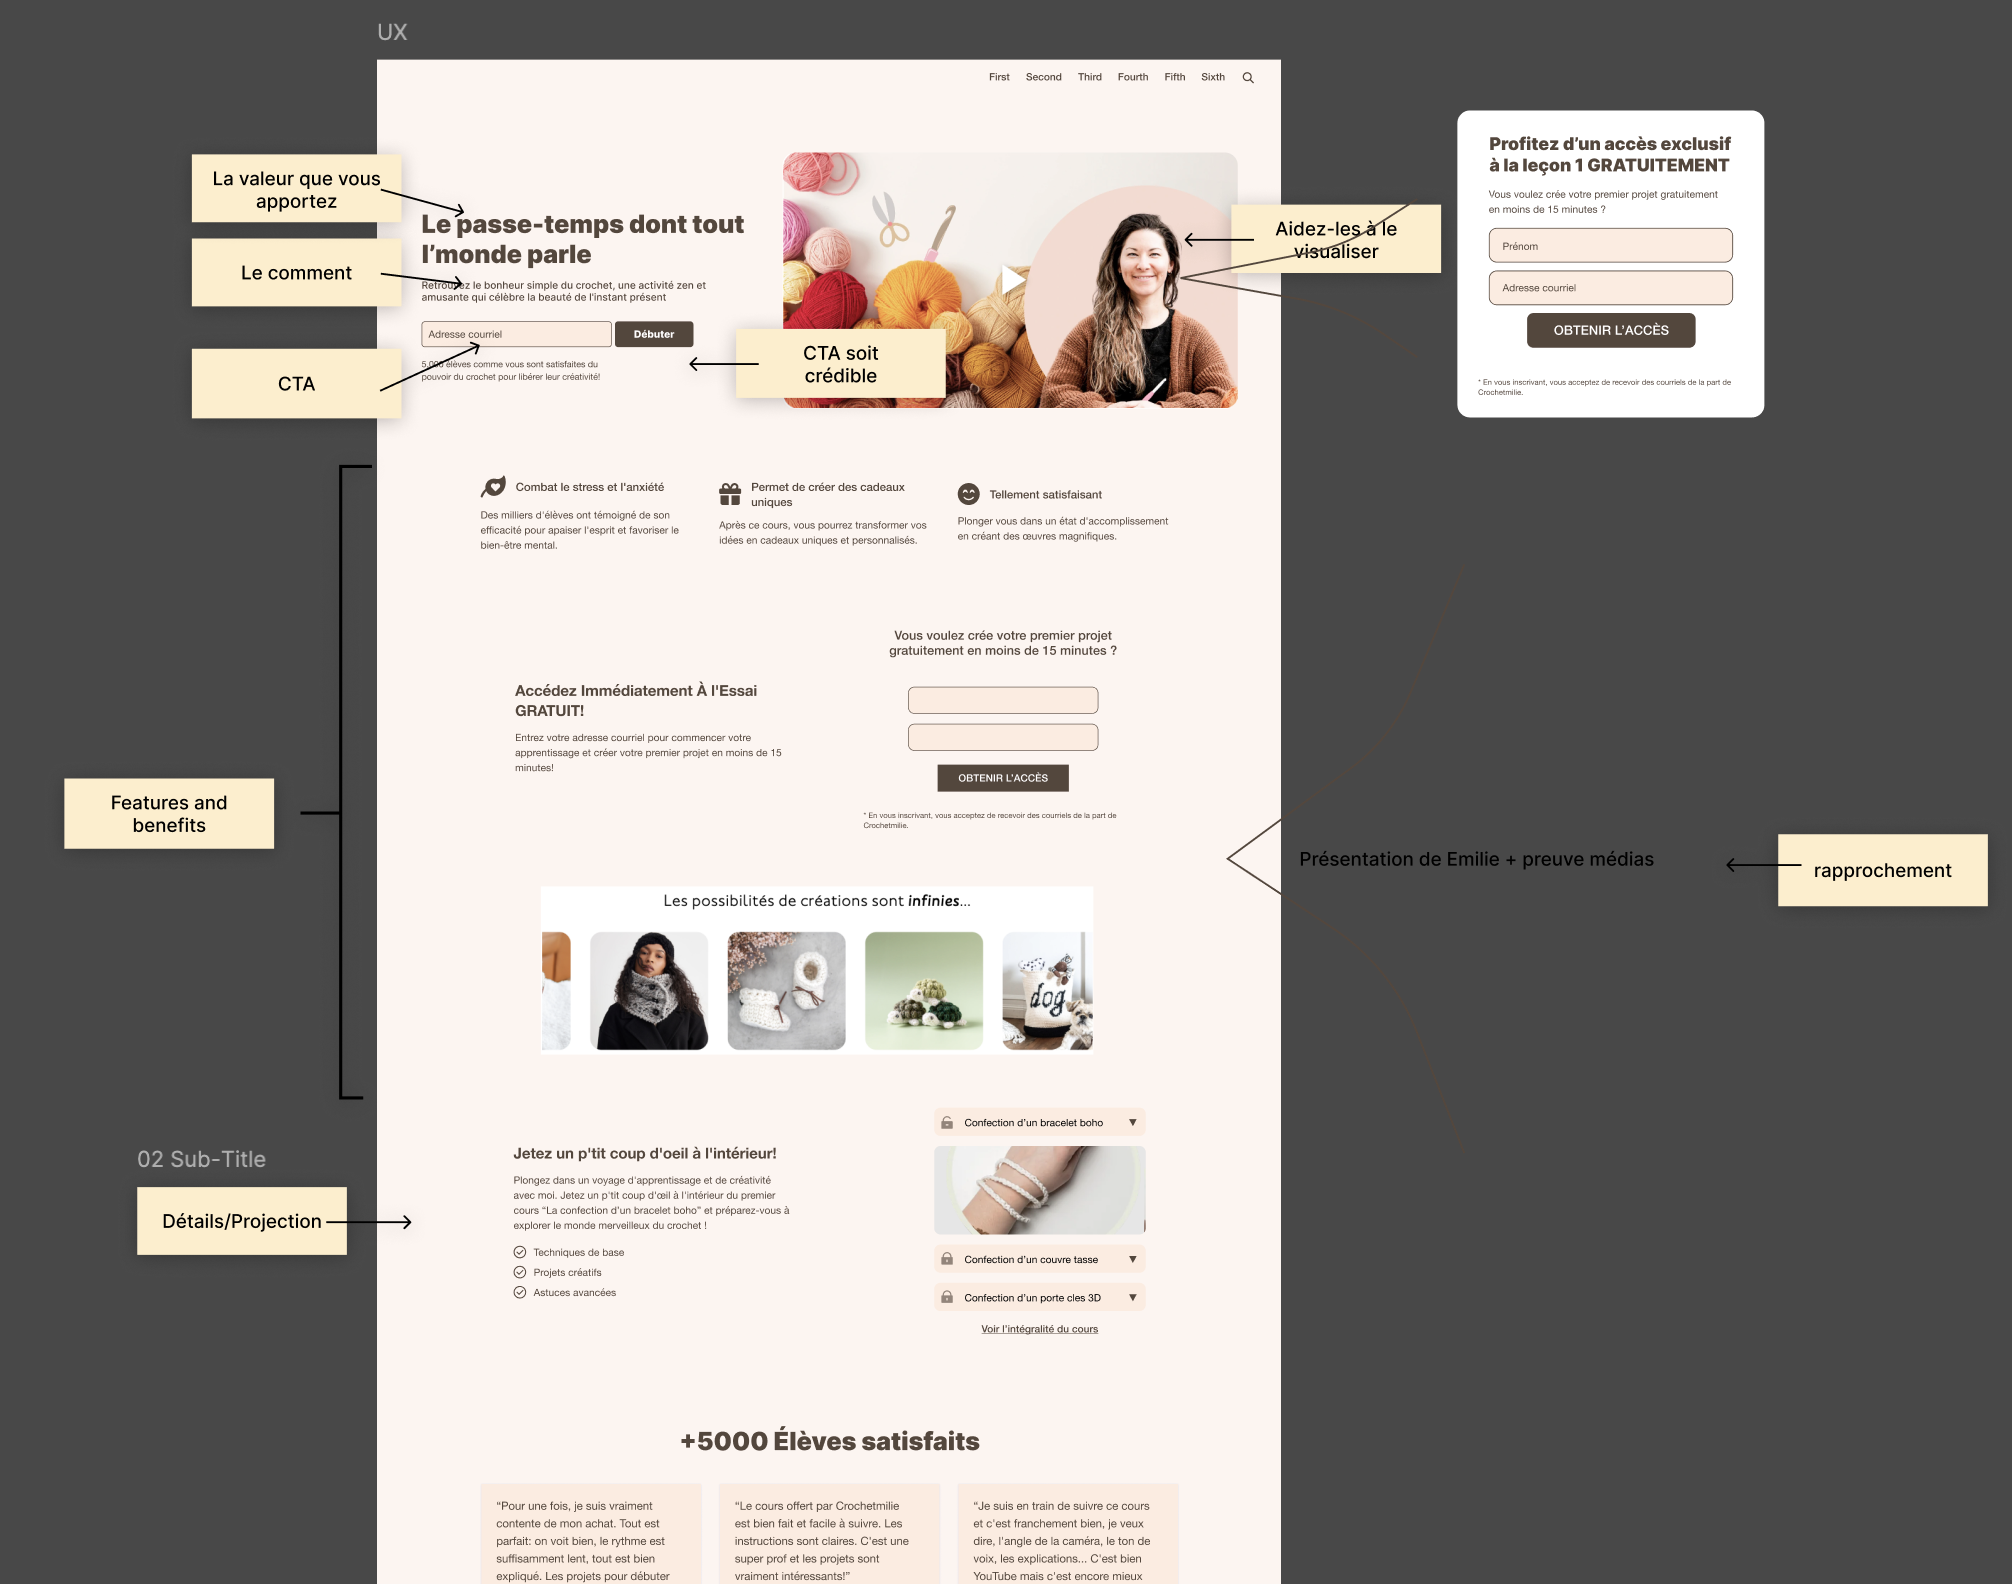 UX
First Second Third Fourth Fifth Sixth
La valeur que vous
apportez
Le comment
CTA
Le passe-temps dont tout
l’monde parle
Retrouvez le bonheur simple du crochet, une activité zen et
amusante qui célèbre la beauté de l'instant présent
Adresse courriel
Débuter
5,000 élèves comme vous sont satisfaites du
pouvoir du crochet pour libérer leur créativité!
CTA soit
crédible
Aidez-les à le
visualiser
Profitez d’un accès exclusif
à la leçon 1 GRATUITEMENT
Vous voulez crée votre premier projet gratuitement
en moins de 15 minutes ?
Prénom
Adresse courriel
OBTENIR L’ACCÈS
* En vous inscrivant, vous acceptez de recevoir des courriels de la part de
Crochetmilie.
Combat le stress et l'anxiété
Des milliers d'élèves ont témoigné de son
efficacité pour apaiser l'esprit et favoriser le
bien-être mental.
Permet de créer des cadeaux
uniques
Après ce cours, vous pourrez transformer vos
idées en cadeaux uniques et personnalisés.
Tellement satisfaisant
Plonger vous dans un état d'accomplissement
en créant des œuvres magnifiques.
Features and
benefits
Accédez Immédiatement À l'Essai
GRATUIT!
Entrez votre adresse courriel pour commencer votre
apprentissage et créer votre premier projet en moins de 15
minutes!
Vous voulez crée votre premier projet
gratuitement en moins de 15 minutes ?
OBTENIR L’ACCÈS
* En vous inscrivant, vous acceptez de recevoir des courriels de la part de
Crochetmilie.
Présentation de Emilie + preuve médias
rapprochement
Les possibilités de créations sont infinies...
dog
02 Sub-Title
Détails/Projection
Jetez un p'tit coup d'oeil à l'intérieur!
Plongez dans un voyage d'apprentissage et de créativité
avec moi. Jetez un p'tit coup d'œil à l'intérieur du premier
cours “La confection d’un bracelet boho” et préparez-vous à
explorer le monde merveilleux du crochet !
Techniques de base
Projets créatifs
Astuces avancées
Confection d’un bracelet boho
Confection d’un couvre tasse
Confection d’un porte cles 3D
Voir l’intégralité du cours
+5000 Élèves satisfaits
“Pour une fois, je suis vraiment
contente de mon achat. Tout est
parfait: on voit bien, le rythme est
suffisamment lent, tout est bien
expliqué. Les projets pour débuter
“Le cours offert par Crochetmilie
est bien fait et facile à suivre. Les
instructions sont claires. C'est une
super prof et les projets sont
vraiment intéressants!”
“Je suis en train de suivre ce cours
et c'est franchement bien, je veux
dire, l'angle de la caméra, le ton de
voix, les explications... C'est bien
YouTube mais c'est encore mieux